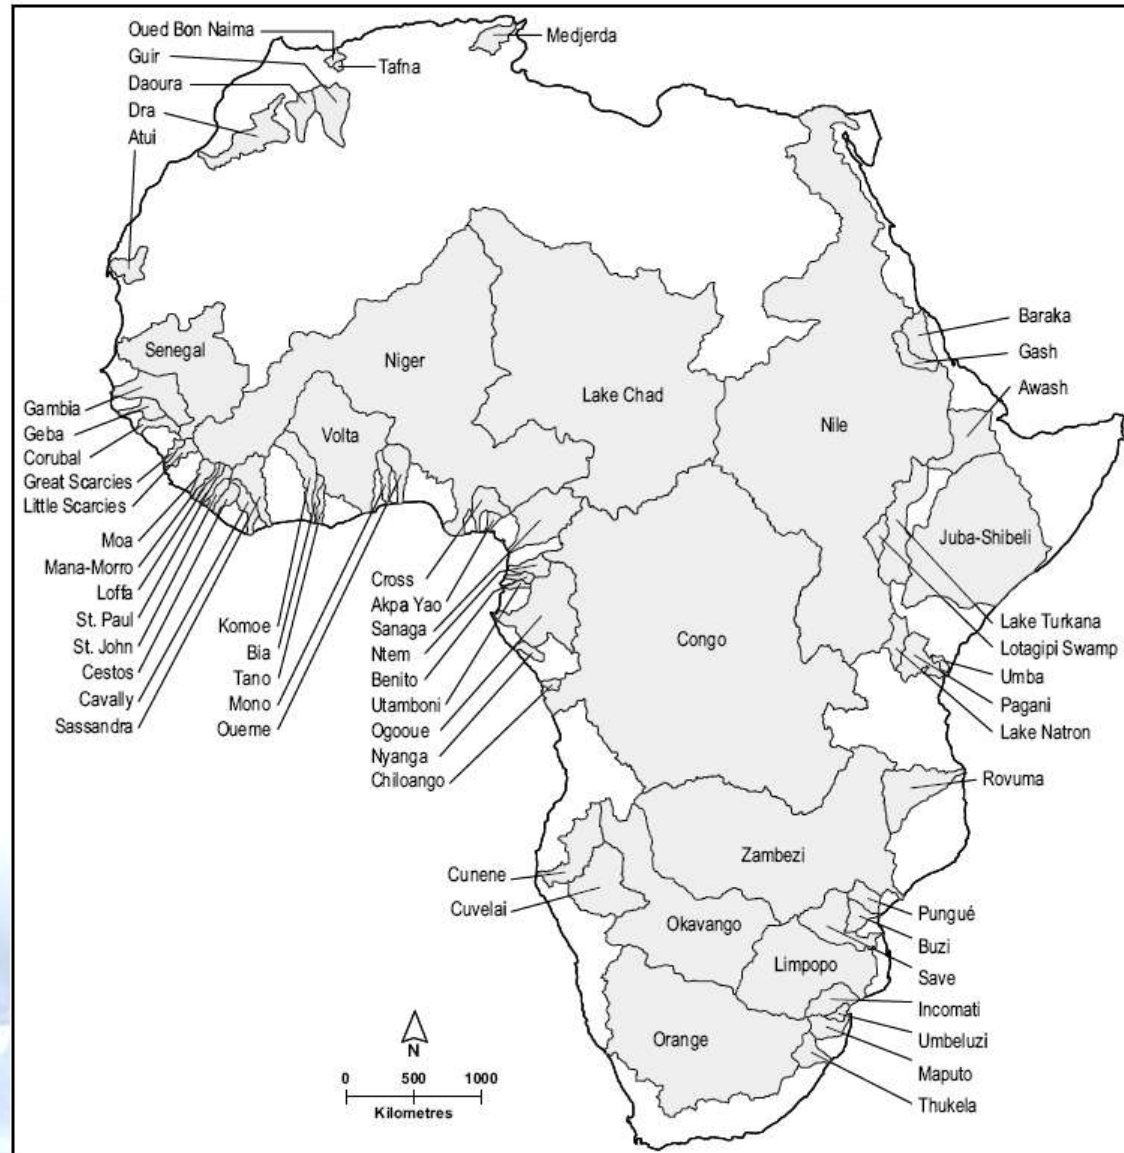 Oued Bon Naima
Guir
Daoura
Dra
Atui
Tafna
Medjerda
Senegal
Niger
Lake Chad
Nile
Volta
Baraka
Gash
Awash
Juba-Shibeli
Gambia
Geba
Corubal
Great Scarcies
Little Scarcies
Moa
Mana-Morro
Loffa
St. Paul
St. John
Cestos
Cavally
Sassandra
Komoe
Bia
Tano
Mono
Oueme
Cross
Akpa Yao
Sanaga
Ntem
Benito
Utamboni
Ogooue
Nyanga
Chiloango
Congo
Lake Turkana
Lotagipi Swamp
Umba
Pagani
Lake Natron
Rovuma
Zambezi
Cunene
Cuvelai
Okavango
Limpopo
Orange
Pungué
Buzi
Save
Incomati
Umbeluzi
Maputo
Thukela
N
0 500 1000
Kilometres